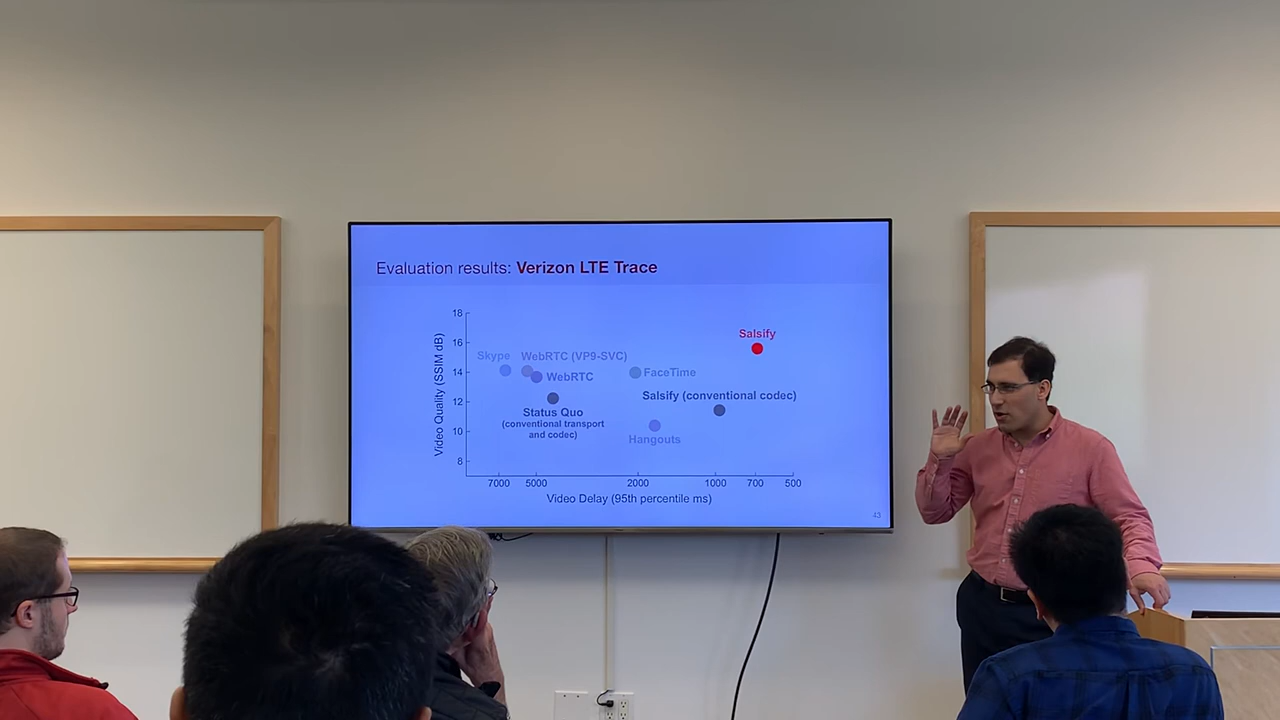 Evaluation results: Verizon LTE Trace
Video Quality (SSIM dB)
18
16
14
12
10
8
Salsify
Skype
WebRTC (VP9-SVC)
WebRTC
FaceTime
Salsify (conventional codec)
Status Quo
(conventional transport
and codec)
Hangouts
7000 5000 2000 1000 700 500
Video Delay (95th percentile ms)
43